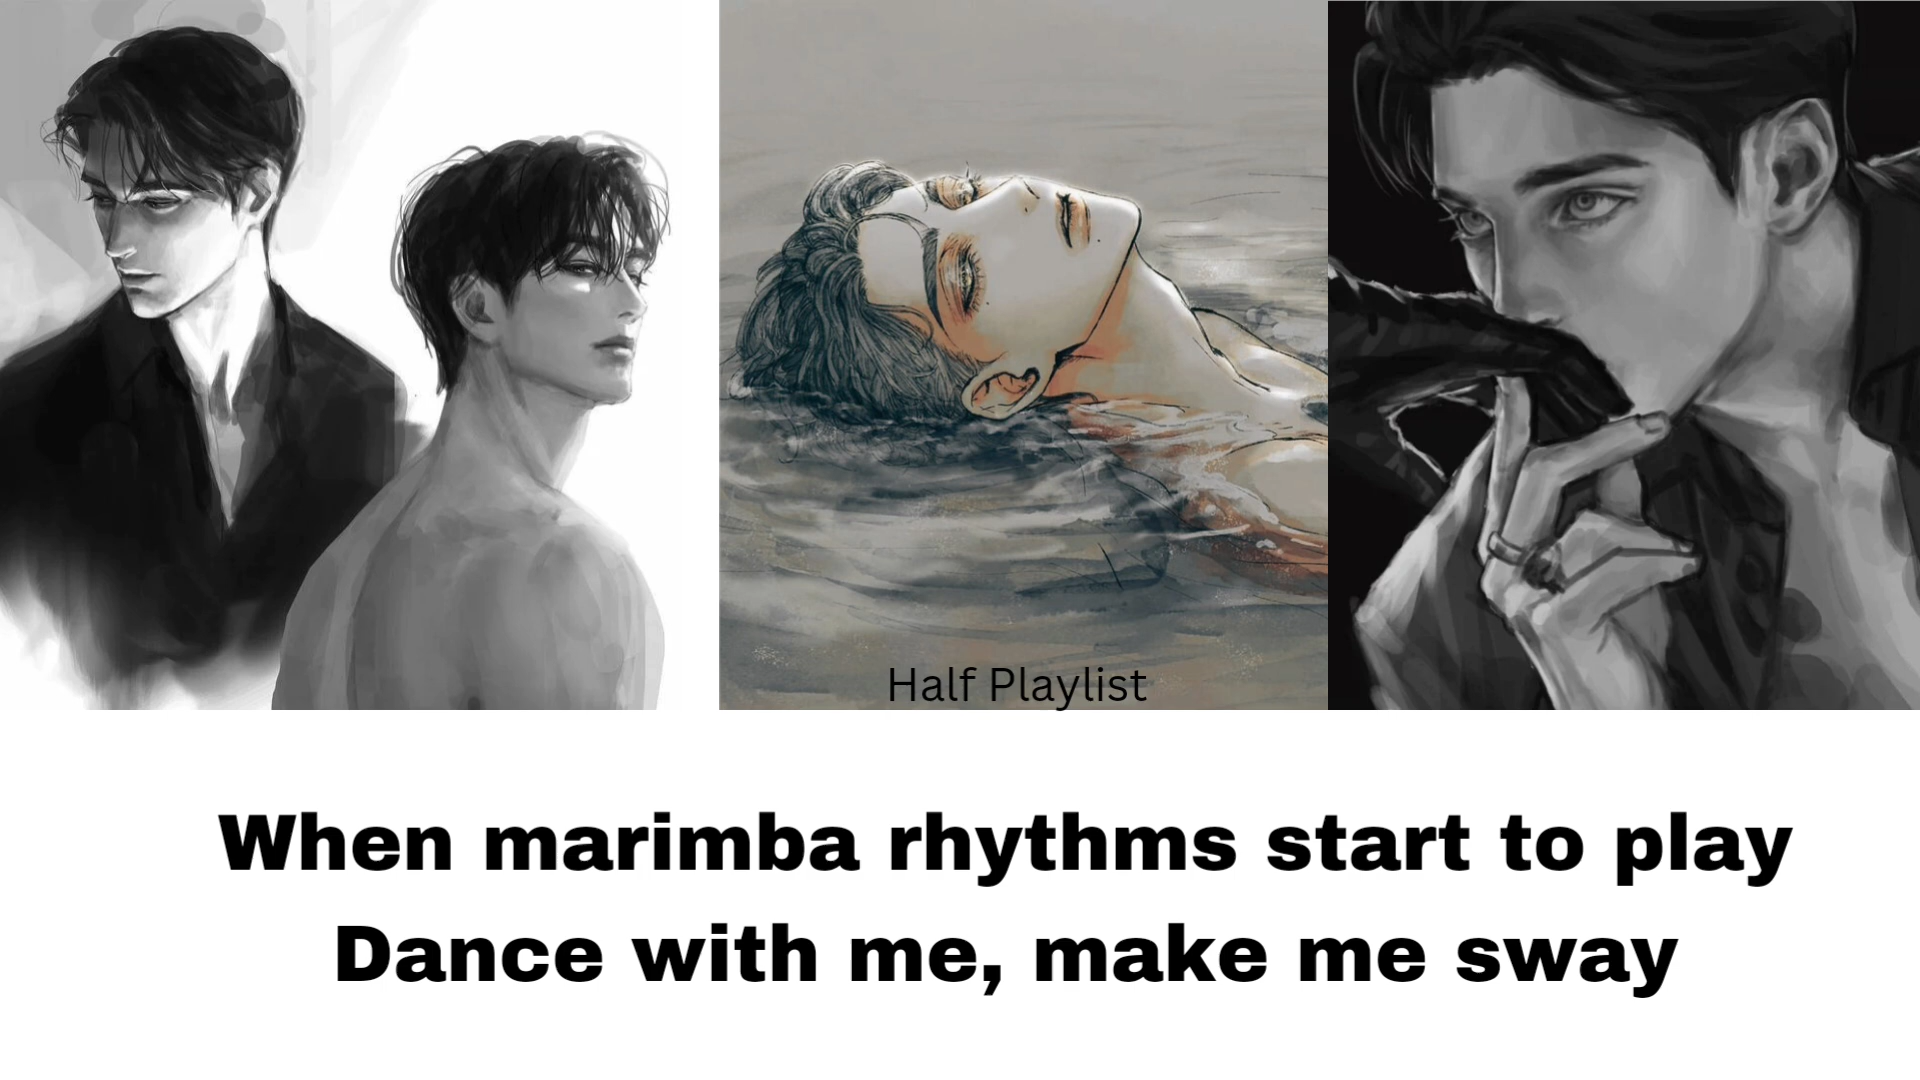 Half Playlist
When marimba rhythms start to play
Dance with me, make me sway